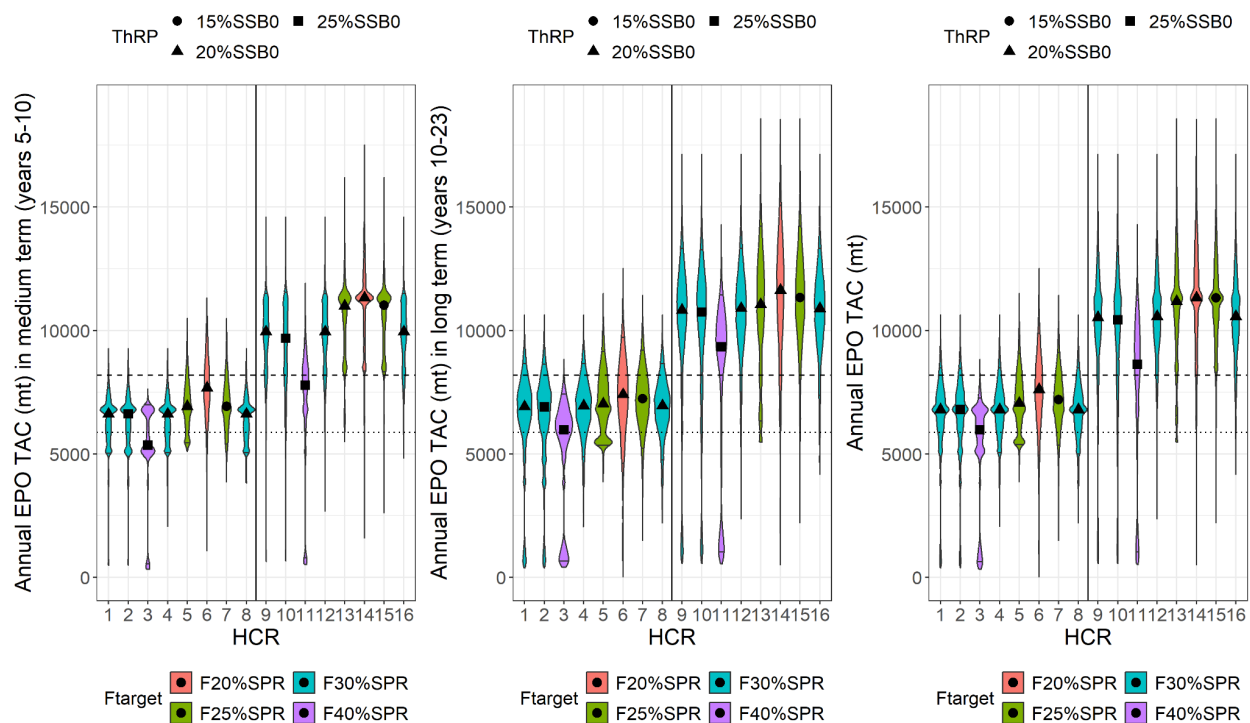 ThRP
15%SSB0
25%SSB0
20%SSB0
Annual EPO TAC (mt) in medium term (years 5-10)
15000
10000
5000
0
1 2 3 4 5 6 7 8 9 10 11 12 13 14 15 16
HCR
Ftarget
F20%SPR
F30%SPR
F25%SPR
F40%SPR
ThRP
15%SSB0
25%SSB0
20%SSB0
Annual EPO TAC (mt) in long term (years 10-23)
15000
10000
5000
0
1 2 3 4 5 6 7 8 9 10 11 12 13 14 15 16
HCR
Ftarget
F20%SPR
F30%SPR
F25%SPR
F40%SPR
ThRP
15%SSB0
25%SSB0
20%SSB0
Annual EPO TAC (mt)
15000
10000
5000
0
1 2 3 4 5 6 7 8 9 10 11 12 13 14 15 16
HCR
Ftarget
F20%SPR
F30%SPR
F25%SPR
F40%SPR